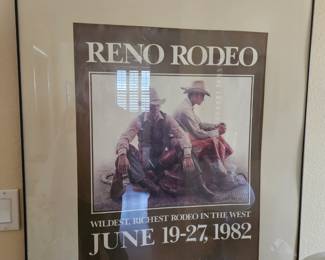 RENO RODEO
WILDEST, RICHEST RODEO IN THE WEST
JUNE 19-27, 1982